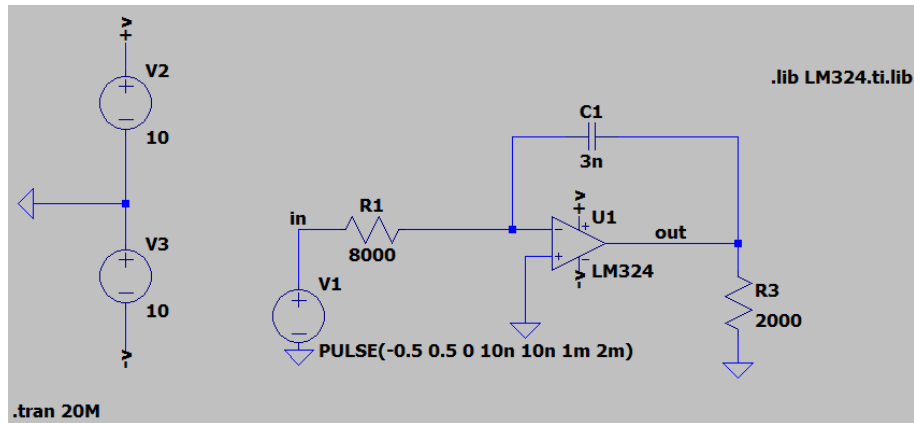 +v
V2
10
V3
10
-v
.tran 20M
.lib LM324.ti.lib
C1
3n
in
R1
8000
+v
U1
out
LM324
-v
V1
PULSE(-0.5 0.5 0 10n 10n 1m 2m)
R3
2000